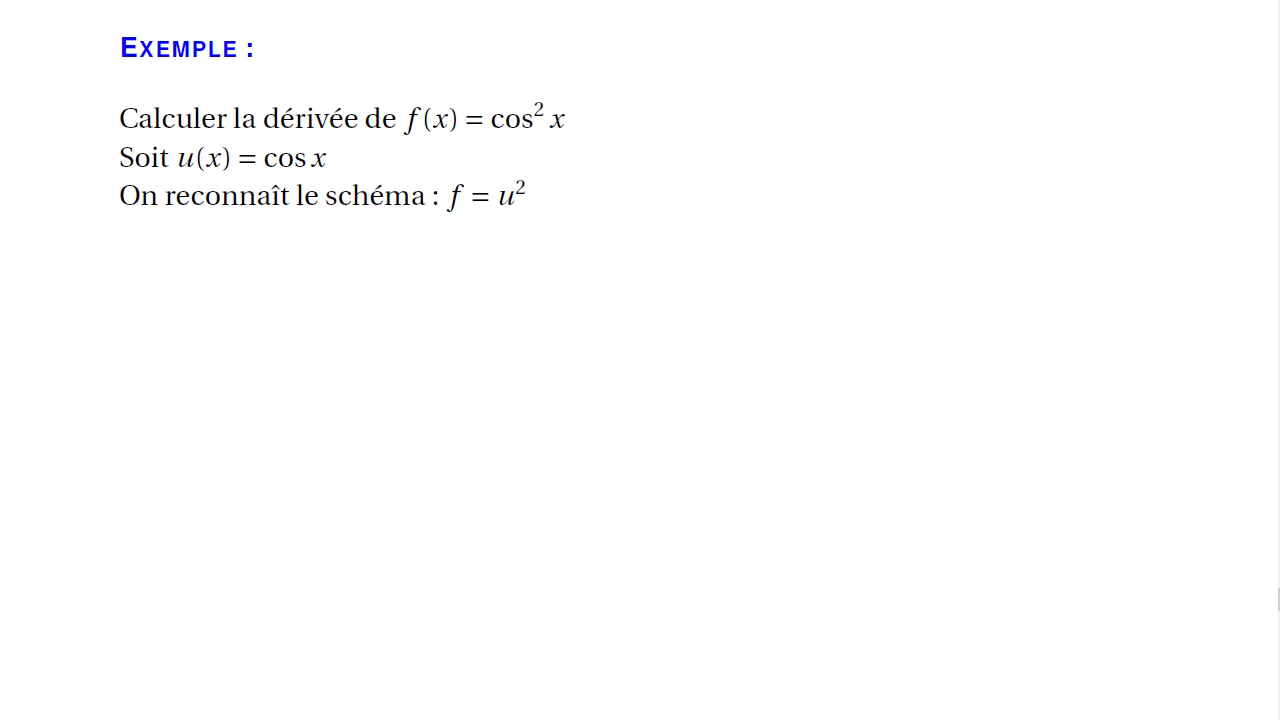 EXEMPLE :
Calculer la dérivée de f(x) = cos² x
Soit u(x) = cos x
On reconnaît le schéma : f = u²